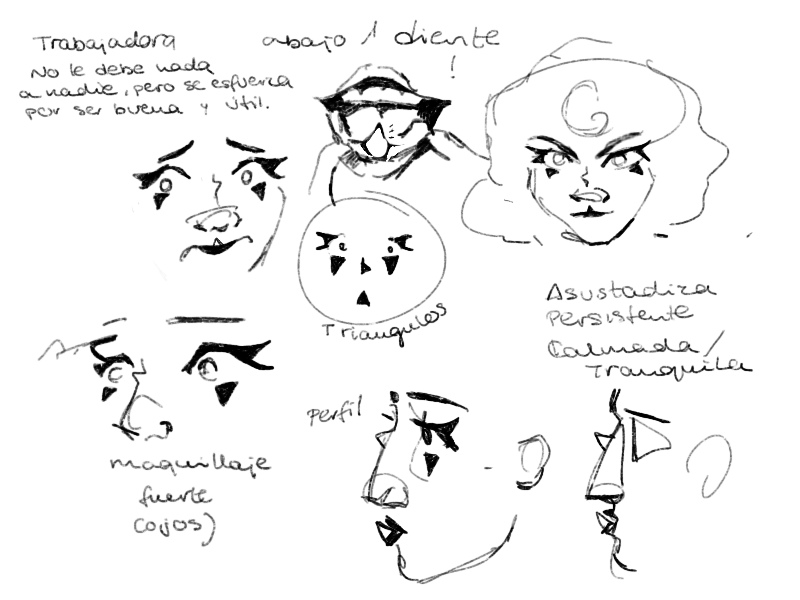 Trabajadora
No le debe nada
a nadie, pero se esfuerza
por ser buena y útil.
abajo 1 diente
!
Triangulos
Asustadiza
Persistente
Calmada/
Tranquila
Perfil
maquillaje
fuerte
(ojos)